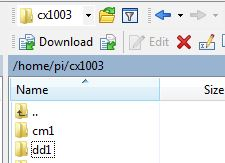 cx1003
Download Edit
/home/pi/cx1003
Name Size
..
cm1
dd1